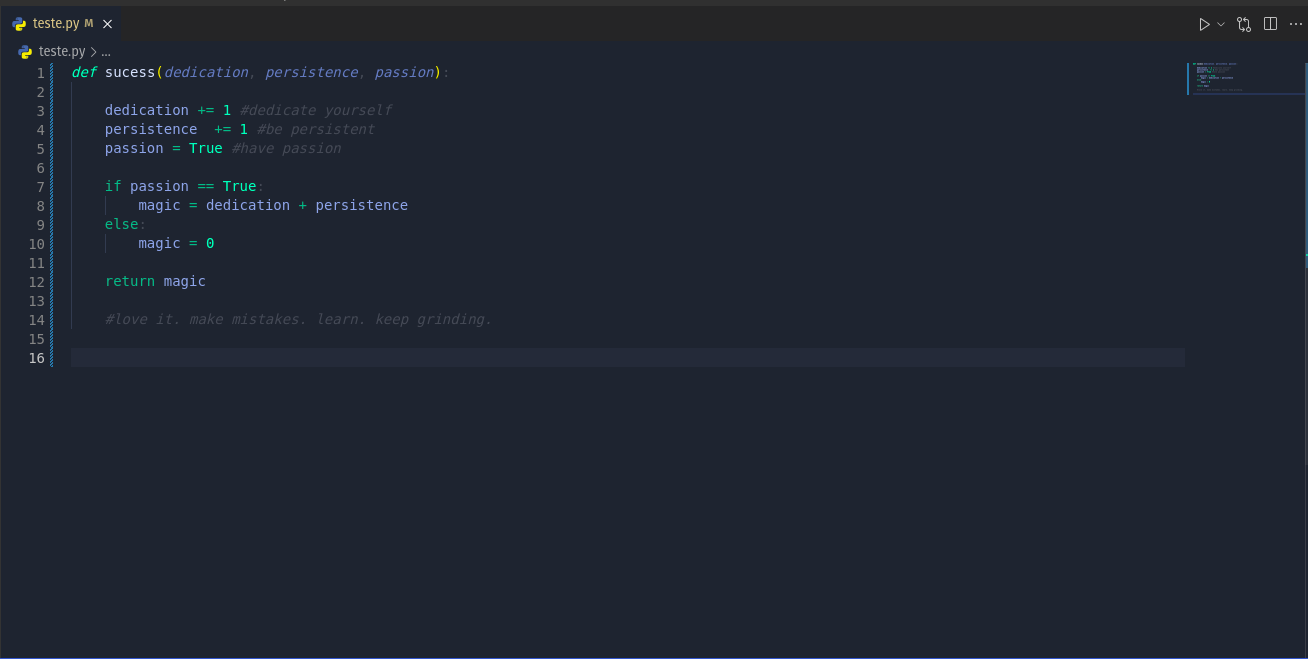 teste.py M
teste.py > ...
1 def sucess(dedication, persistence, passion):
2
3     dedication += 1 #dedicate yourself
4     persistence  += 1 #be persistent
5     passion = True #have passion
6
7     if passion == True:
8         magic = dedication + persistence
9     else:
10         magic = 0
11
12     return magic
13
14     #love it. make mistakes. learn. keep grinding.
15
16